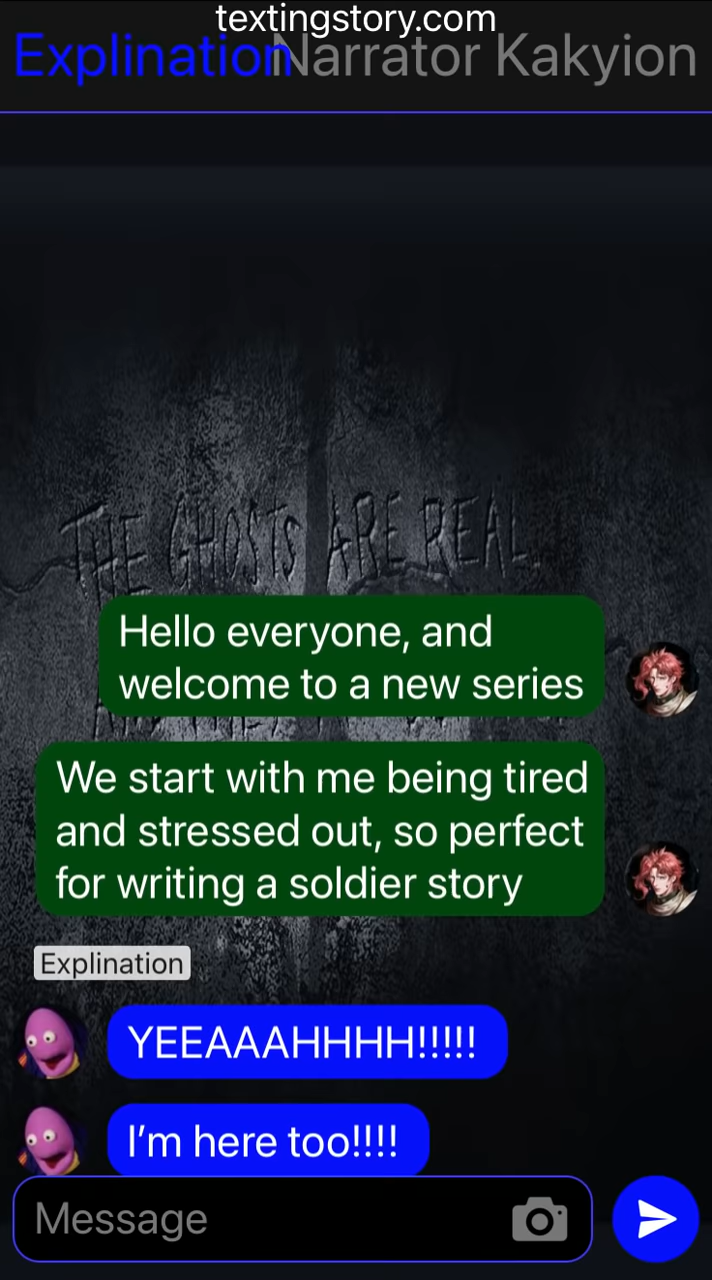 textingstory.com
Explination Narrator Kakyion
THE GHOSTS ARE REAL
Hello everyone, and
welcome to a new series
We start with me being tired
and stressed out, so perfect
for writing a soldier story
Explination
YEEAAAHHHH!!!!!
I’m here too!!!!
Message